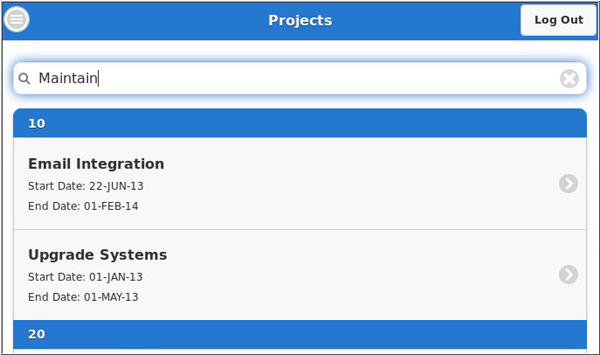 Projects
Log Out
Maintain
10
Email Integration
Start Date: 22-JUN-13
End Date: 01-FEB-14
Upgrade Systems
Start Date: 01-JAN-13
End Date: 01-MAY-13
20